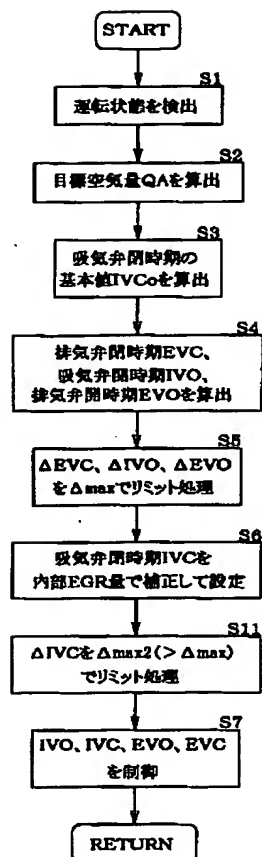 START
S1
運転状態を検出
S2
目標空気量QAを算出
S3
吸気弁閉時期の
基本値IVCoを算出
S4
排気弁閉時期EVC、
吸気弁開時期IVO、
排気弁開時期EVOを算出
S5
ΔEVC、ΔIVO、ΔEVO
をΔmaxでリミット処理
S6
吸気弁閉時期IVCを
内部EGR量で補正して設定
S11
ΔIVCをΔmax2(>Δmax)
でリミット処理
S7
IVO、IVC、EVO、EVC
を制御
RETURN